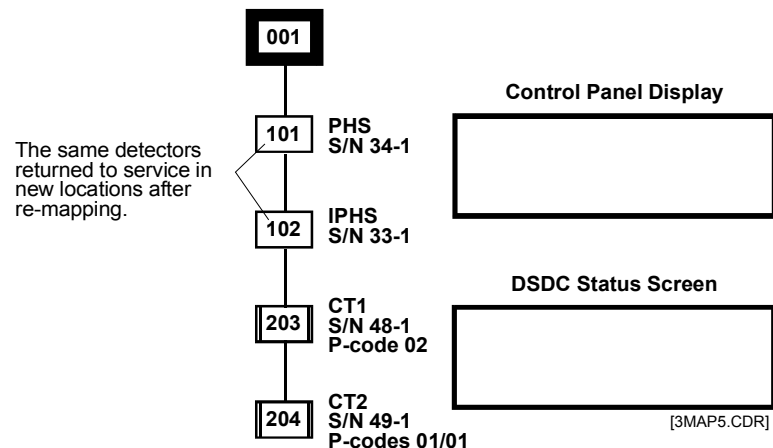 001
Control Panel Display
101
PHS
S/N 34-1
The same detectors
returned to service in
new locations after
re-mapping.
102
IPHS
S/N 33-1
DSDC Status Screen
203
CT1
S/N 48-1
P-code 02
204
CT2
S/N 49-1
P-codes 01/01
[3MAP5.CDR]